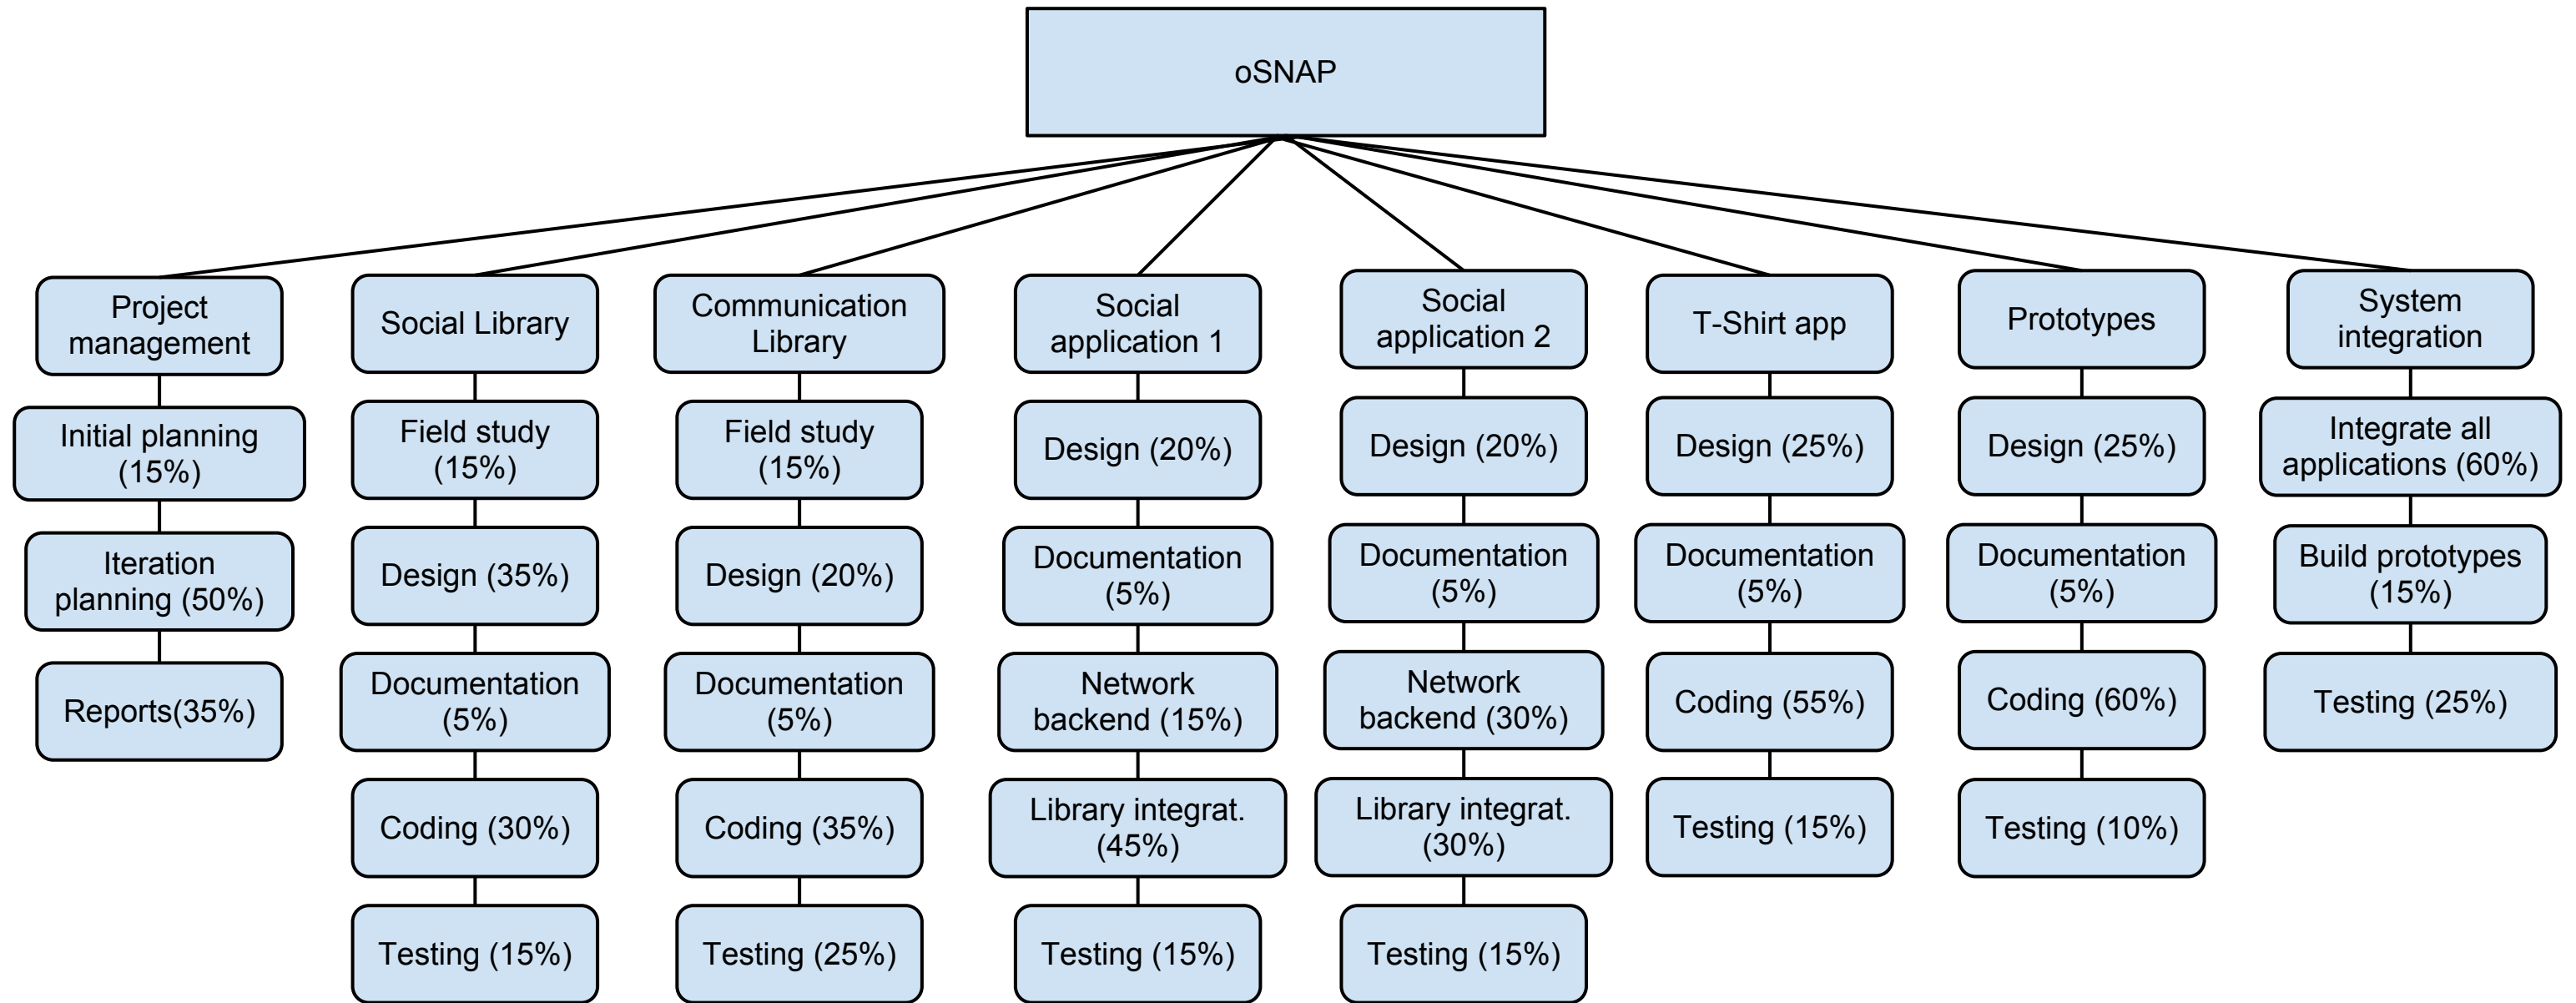 oSNAP
Project
management
Initial planning
(15%)
Iteration
planning (50%)
Reports(35%)
Social Library
Field study
(15%)
Design (35%)
Documentation
(5%)
Coding (30%)
Testing (15%)
Communication
Library
Field study
(15%)
Design (20%)
Documentation
(5%)
Coding (35%)
Testing (25%)
Social
application 1
Design (20%)
Documentation
(5%)
Network
backend (15%)
Library integrat.
(45%)
Testing (15%)
Social
application 2
Design (20%)
Documentation
(5%)
Network
backend (30%)
Library integrat.
(30%)
Testing (15%)
T-Shirt app
Design (25%)
Documentation
(5%)
Coding (55%)
Testing (15%)
Prototypes
Design (25%)
Documentation
(5%)
Coding (60%)
Testing (10%)
System
integration
Integrate all
applications (60%)
Build prototypes
(15%)
Testing (25%)